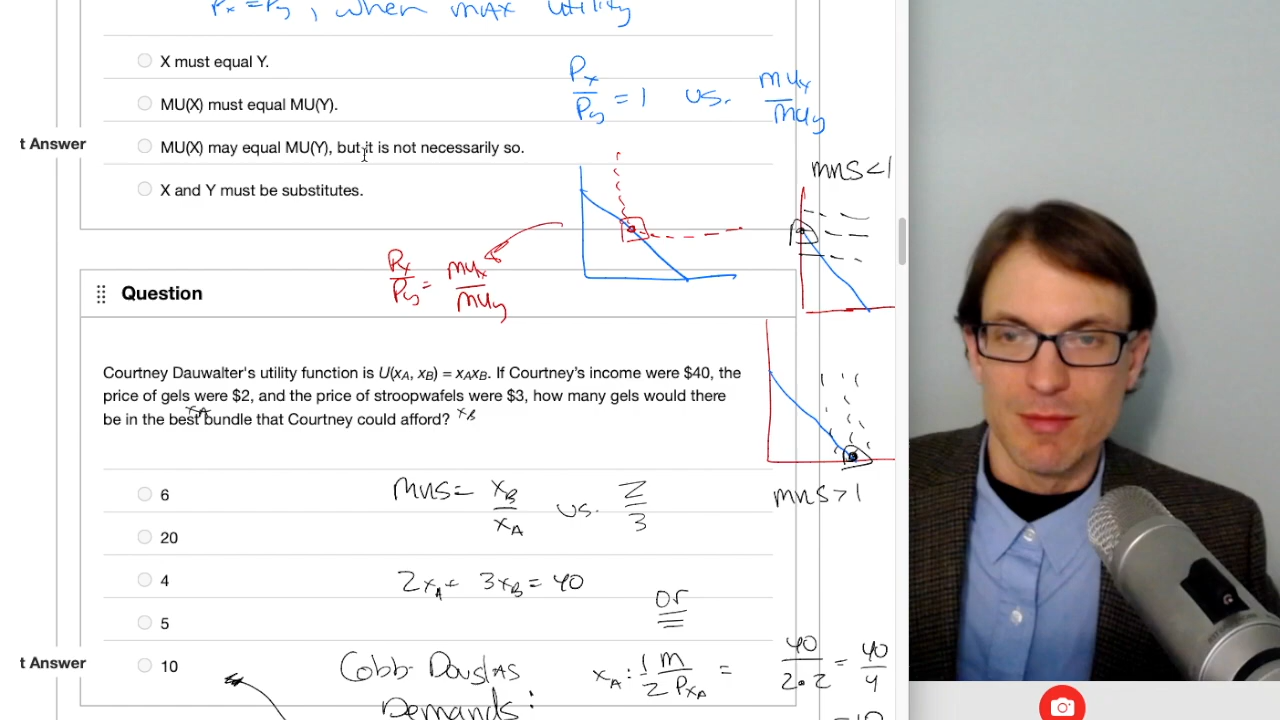 Px = Py, when max utility
X must equal Y.
MU(X) must equal MU(Y).
t Answer
MU(X) may equal MU(Y), but it is not necessarily so.
X and Y must be substitutes.
Px/Py = 1 vs. mux/muy
mrs < 1
Px/Py = mux/muy
Question
Courtney Dauwalter's utility function is U(xA, xB) = xAxB. If Courtney's income were $40, the
price of gels were $2, and the price of stroopwafels were $3, how many gels would there
xA
be in the best bundle that Courtney could afford? xB
mrs > 1
6
20
4
5
t Answer
10
mrs = xB/xA vs. 2/3
2xA + 3xB = 40
or
Cobb-Douglas
Demands:
xA: 1/2 m/PxA = 40/2•2 = 40/4
= 10